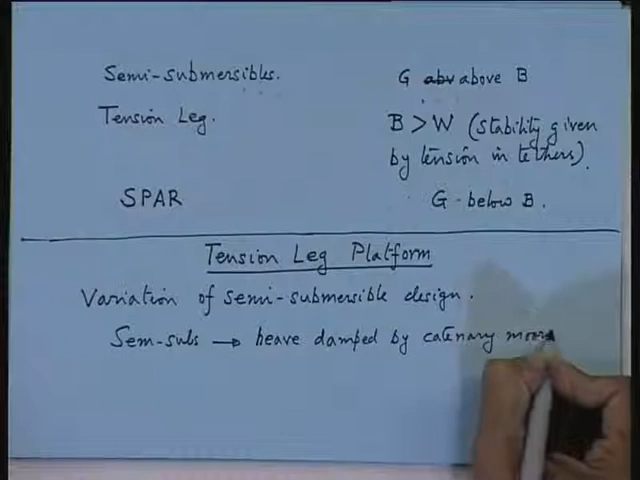 Semi-submersibles. G abv above B
Tension Leg. B > W (stability given
by tension in tethers).
SPAR G - below B.
Tension Leg Platform
Variation of semi-submersible design.
Sem-subs → heave damped by catenary